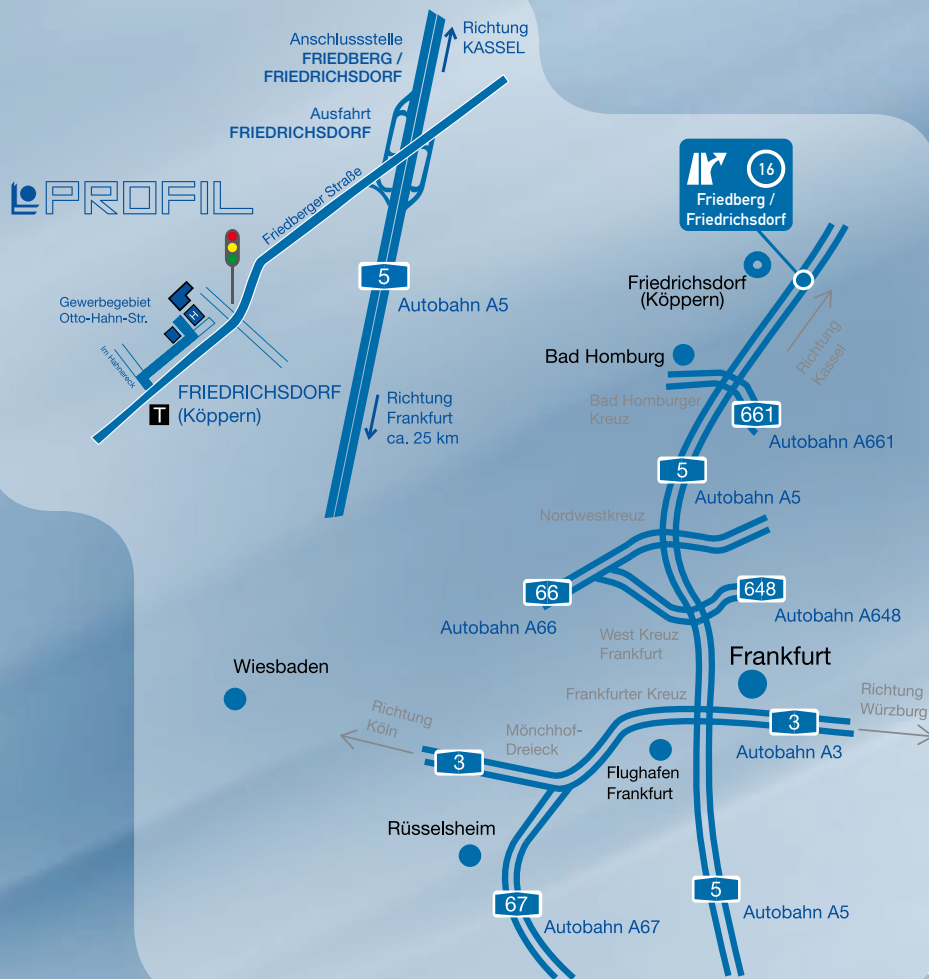 Anschlussstelle
FRIEDBERG /
FRIEDRICHSDORF
Richtung
KASSEL
Ausfahrt
FRIEDRICHSDORF
PROFIL
Friedberger Straße
5
Autobahn A5
Gewerbegebiet
Otto-Hahn-Str.
H
Im Hahnereck
T
FRIEDRICHSDORF
(Köppern)
Richtung
Frankfurt
ca. 25 km
16
Friedberg /
Friedrichsdorf
Friedrichsdorf
(Köppern)
Richtung
Kassel
Bad Homburg
Bad Homburger
Kreuz
661
Autobahn A661
5
Autobahn A5
Nordwestkreuz
66
Autobahn A66
648
Autobahn A648
West Kreuz
Frankfurt
Frankfurt
Wiesbaden
Frankfurter Kreuz
Richtung
Würzburg
Richtung
Köln
Mönchhof-
Dreieck
3
3
Autobahn A3
Flughafen
Frankfurt
Rüsselsheim
67
Autobahn A67
5
Autobahn A5